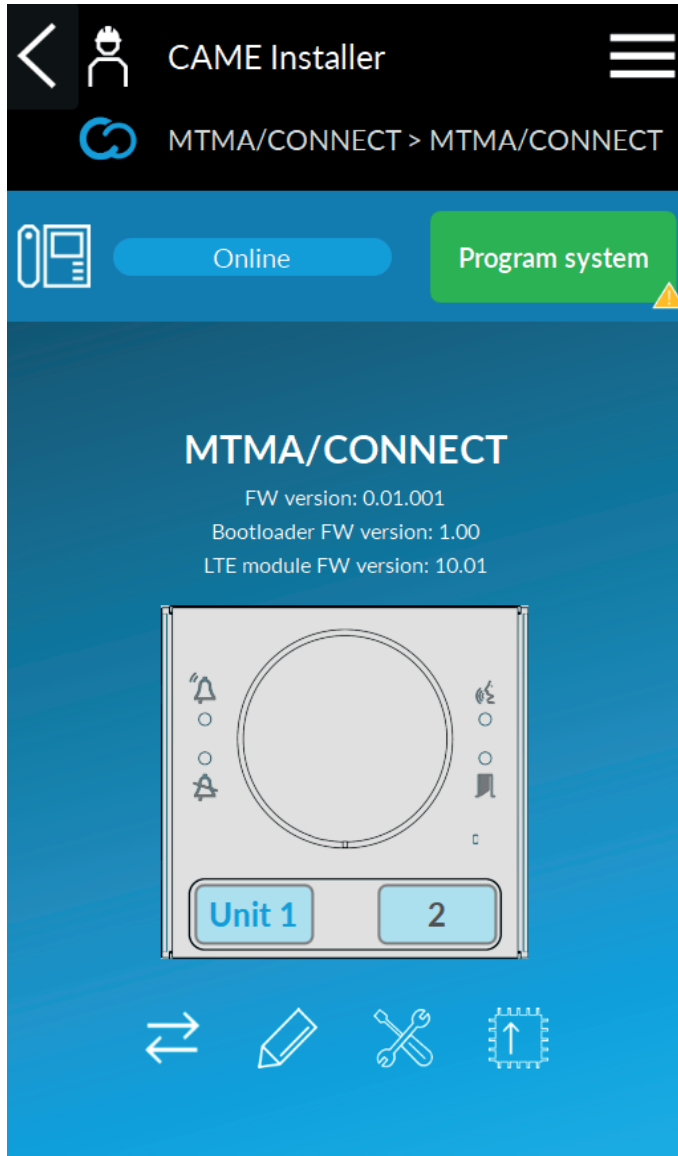 CAME Installer
MTMA/CONNECT > MTMA/CONNECT
Online
Program system
MTMA/CONNECT
FW version: 0.01.001
Bootloader FW version: 1.00
LTE module FW version: 10.01
Unit 1
2